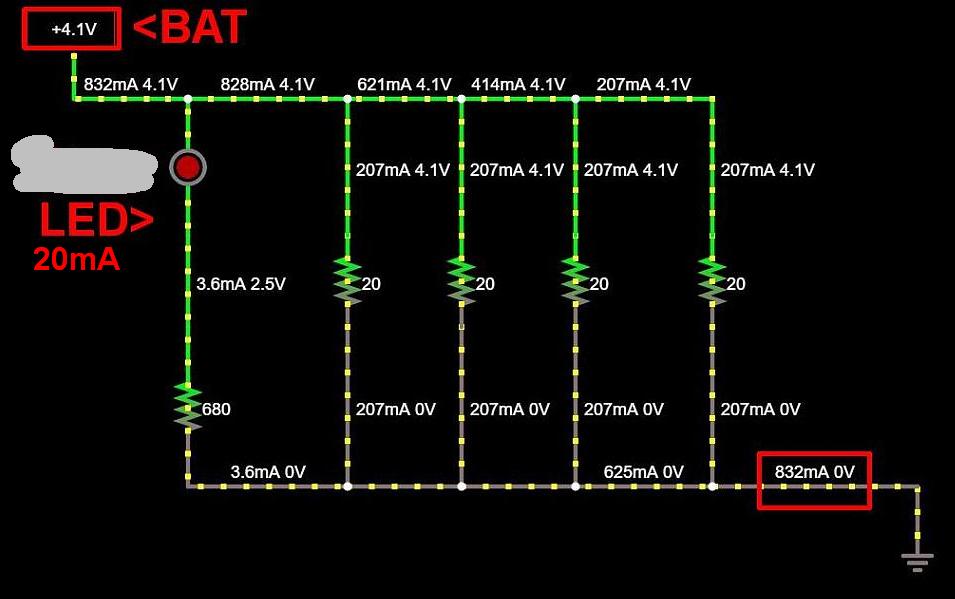 +4.1V <BAT
832mA 4.1V 828mA 4.1V 621mA 4.1V 414mA 4.1V 207mA 4.1V
207mA 4.1V 207mA 4.1V 207mA 4.1V 207mA 4.1V
LED>
20mA
3.6mA 2.5V 20 20 20 20
680 207mA 0V 207mA 0V 207mA 0V 207mA 0V
3.6mA 0V 625mA 0V 832mA 0V